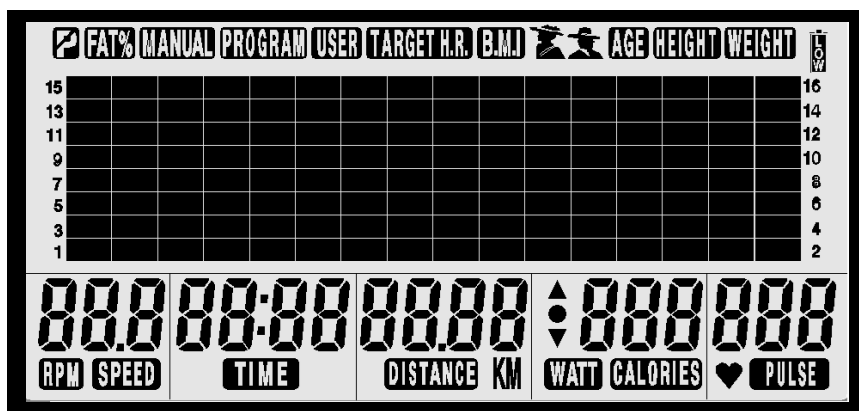 P FAT% MANUAL PROGRAM USER TARGET H.R. B.M.I AGE HEIGHT WEIGHT LOW
15 16
13 14
11 12
9 10
7 8
5 6
3 4
1 2
88.8 88:88 88.88 888 888
RPM SPEED TIME DISTANCE KM WATT CALORIES PULSE